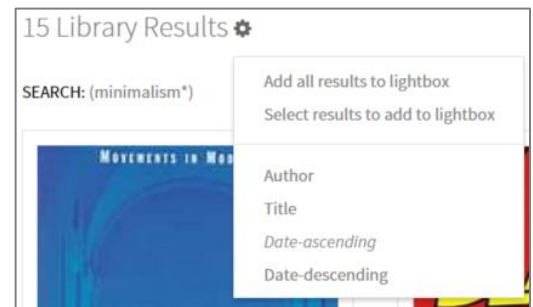 15 Library Results
SEARCH: (minimalism*)
Add all results to lightbox
Select results to add to lightbox
Author
Title
Date-ascending
Date-descending
MOVEMENTS IN